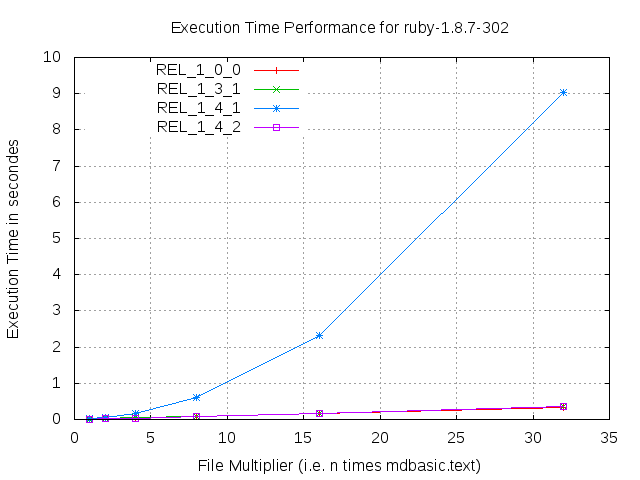 Execution Time Performance for ruby-1.8.7-302
10
9
8
7
6
5
4
3
2
1
0
Execution Time in secondes
REL_1_0_0
REL_1_3_1
REL_1_4_1
REL_1_4_2
0 5 10 15 20 25 30 35
File Multiplier (i.e. n times mdbasic.text)